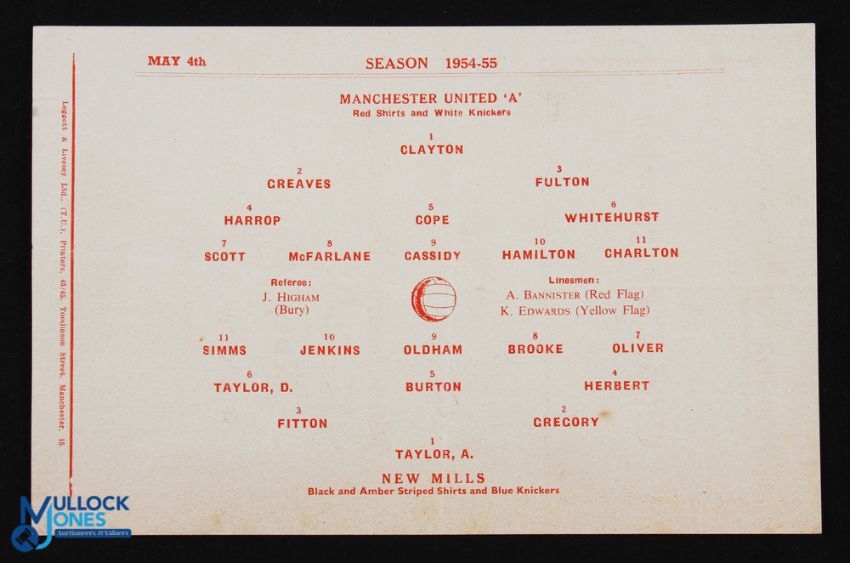 MAY 4th
SEASON 1954-55
MANCHESTER UNITED 'A'
Red Shirts and White Knickers
1
CLAYTON
2 3
GREAVES FULTON
4 5 6
HARROP COPE WHITEHURST
7 8 9 10 11
SCOTT McFARLANE CASSIDY HAMILTON CHARLTON
Referee: Linesmen:
J. HIGHAM A. BANNISTER (Red Flag)
(Bury) K. EDWARDS (Yellow Flag)
11 10 9 8 7
SIMMS JENKINS OLDHAM BROOKE OLIVER
6 5 4
TAYLOR, D. BURTON HERBERT
3 2
FITTON GREGORY
1
TAYLOR, A.
NEW MILLS
Black and Amber Striped Shirts and Blue Knickers
Leggott & Livesey Ltd., (T.U.), Printers, 43/45, Tomlinson Street, Manchester. 15
MULLOCK
JONES
Auctioneers & Valuers